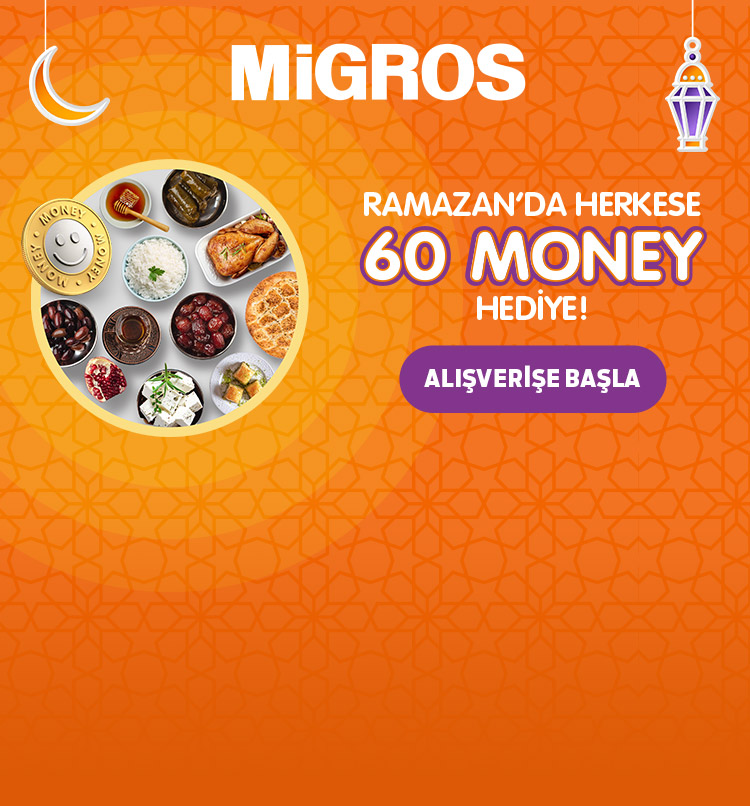 MiGROS
RAMAZAN'DA HERKESE
60 MONEY
HEDİYE!
ALIŞVERİŞE BAŞLA
MONEY • MONEY • MONEY •